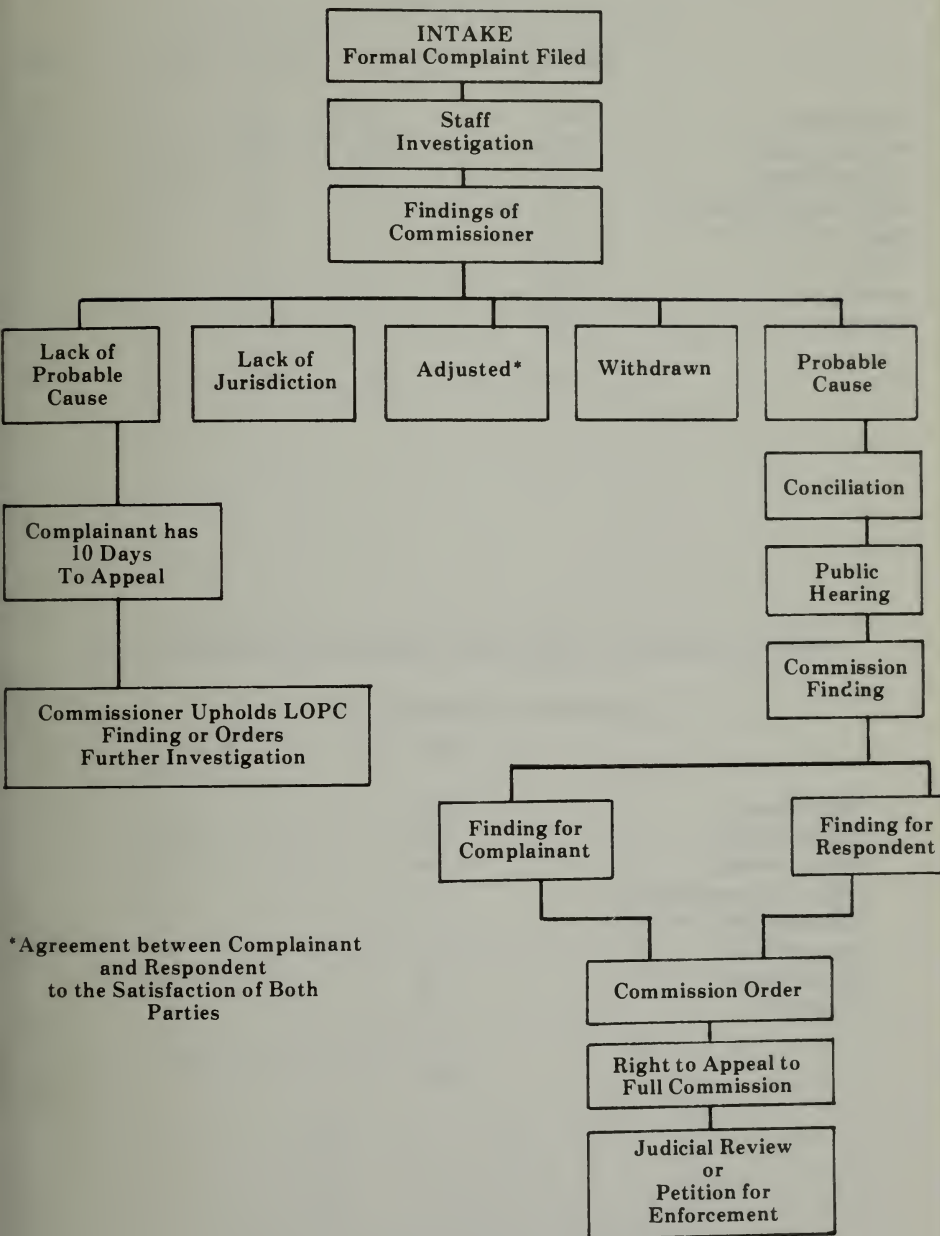 INTAKE
Formal Complaint Filed
Staff
Investigation
Findings of
Commissioner
Lack of
Probable
Cause
Lack of
Jurisdiction
Adjusted*
Withdrawn
Probable
Cause
Complainant has
10 Days
To Appeal
Commissioner Upholds LOPC
Finding or Orders
Further Investigation
Conciliation
Public
Hearing
Commission
Finding
Finding for
Complainant
Finding for
Respondent
*Agreement between Complainant
and Respondent
to the Satisfaction of Both
Parties
Commission Order
Right to Appeal to
Full Commission
Judicial Review
or
Petition for
Enforcement